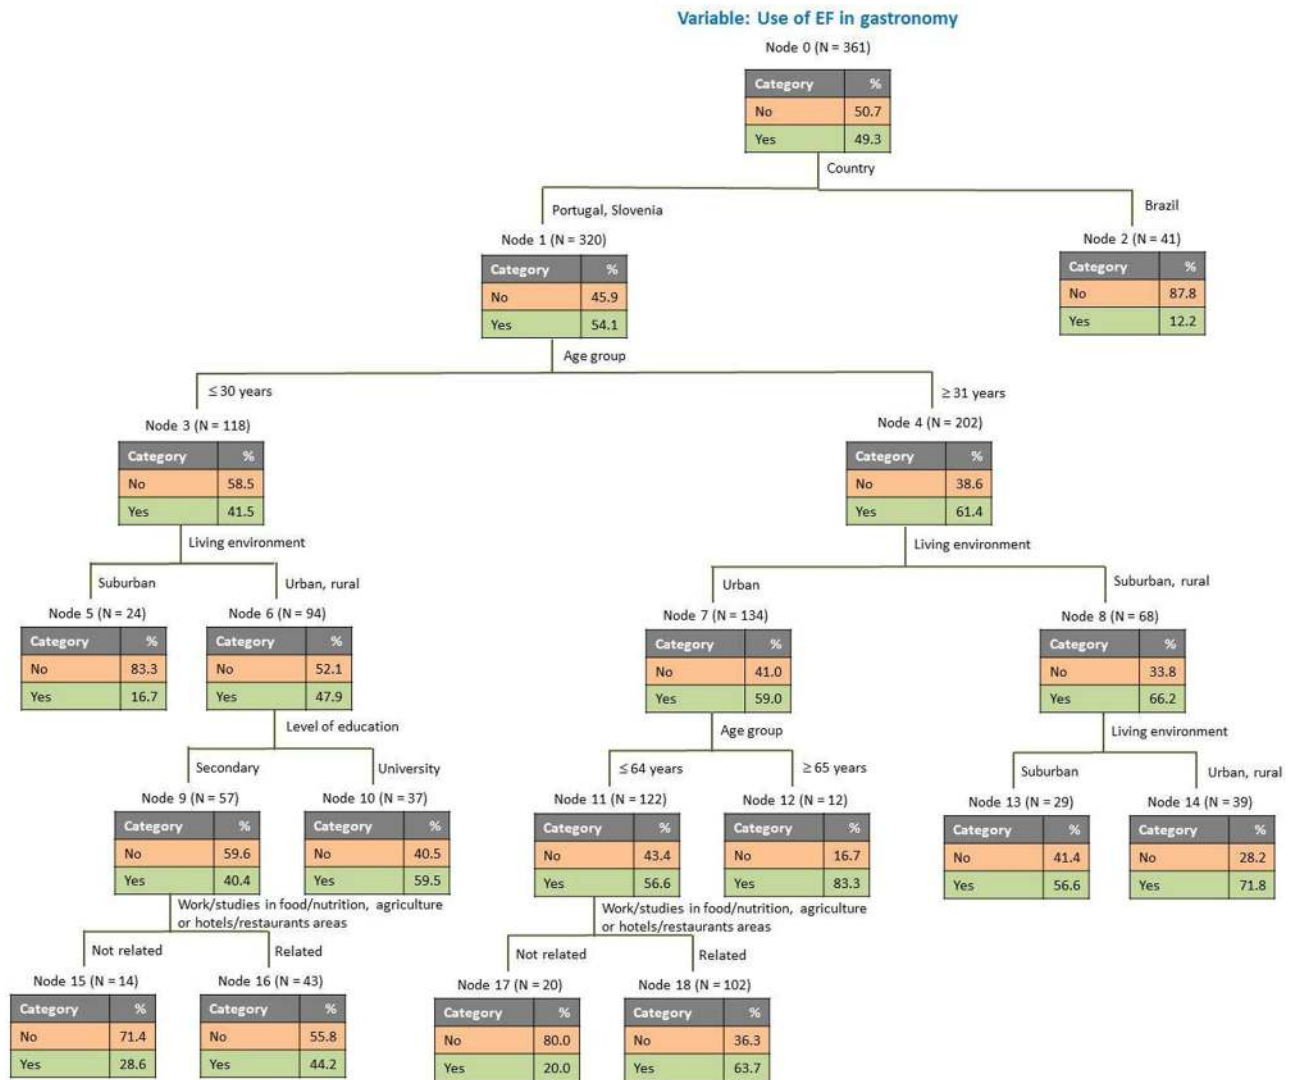 Variable: Use of EF in gastronomy
Node 0 (N = 361)
Category %
No 50.7
Yes 49.3
Country
Portugal, Slovenia
Brazil
Node 1 (N = 320)
Category %
No 45.9
Yes 54.1
Node 2 (N = 41)
Category %
No 87.8
Yes 12.2
Age group
≤ 30 years
≥ 31 years
Node 3 (N = 118)
Category %
No 58.5
Yes 41.5
Node 4 (N = 202)
Category %
No 38.6
Yes 61.4
Living environment
Suburban
Urban, rural
Living environment
Urban
Suburban, rural
Node 5 (N = 24)
Category %
No 83.3
Yes 16.7
Node 6 (N = 94)
Category %
No 52.1
Yes 47.9
Node 7 (N = 134)
Category %
No 41.0
Yes 59.0
Node 8 (N = 68)
Category %
No 33.8
Yes 66.2
Level of education
Secondary
University
Age group
≤ 64 years
≥ 65 years
Living environment
Suburban
Urban, rural
Node 9 (N = 57)
Category %
No 59.6
Yes 40.4
Node 10 (N = 37)
Category %
No 40.5
Yes 59.5
Node 11 (N = 122)
Category %
No 43.4
Yes 56.6
Node 12 (N = 12)
Category %
No 16.7
Yes 83.3
Node 13 (N = 29)
Category %
No 41.4
Yes 56.6
Node 14 (N = 39)
Category %
No 28.2
Yes 71.8
Work/studies in food/nutrition, agriculture
or hotels/restaurants areas
Not related
Related
Work/studies in food/nutrition, agriculture
or hotels/restaurants areas
Not related
Related
Node 15 (N = 14)
Category %
No 71.4
Yes 28.6
Node 16 (N = 43)
Category %
No 55.8
Yes 44.2
Node 17 (N = 20)
Category %
No 80.0
Yes 20.0
Node 18 (N = 102)
Category %
No 36.3
Yes 63.7